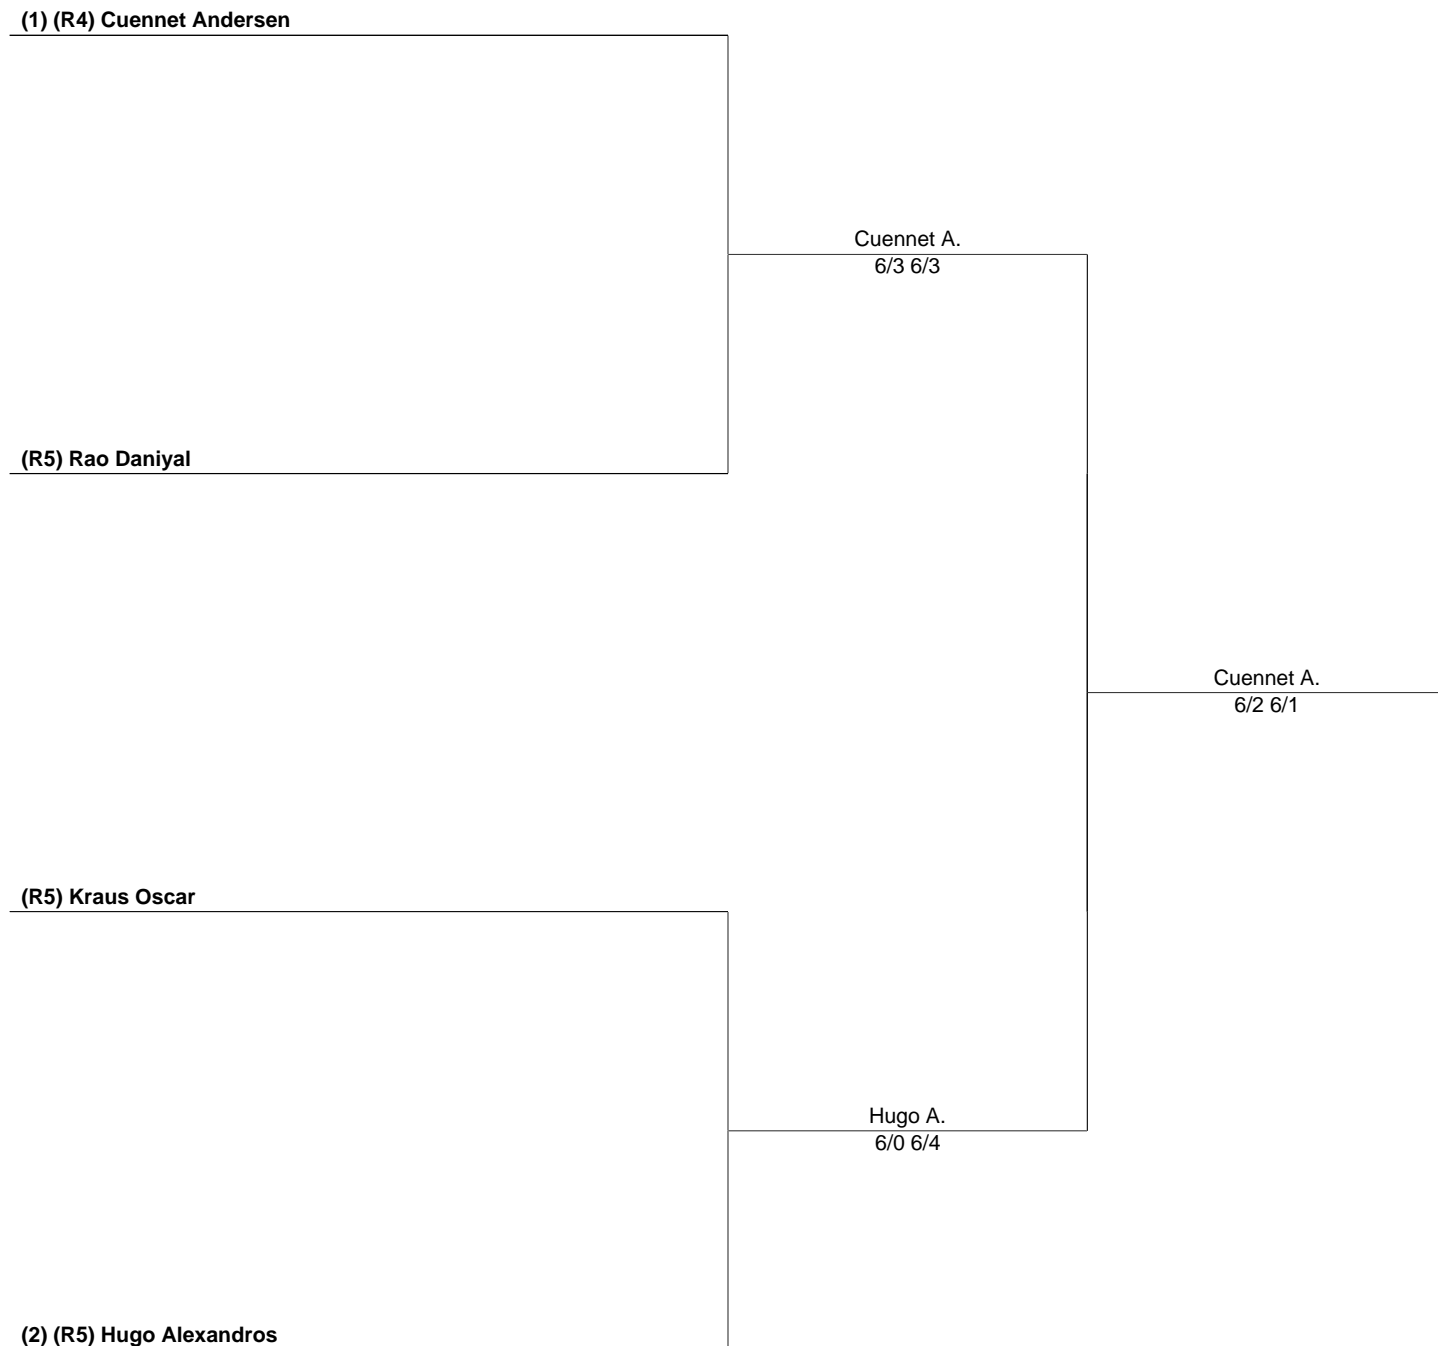 (1) (R4) Cuennet Andersen
Cuennet A.
6/3 6/3
(R5) Rao Daniyal
Cuennet A.
6/2 6/1
(R5) Kraus Oscar
Hugo A.
6/0 6/4
(2) (R5) Hugo Alexandros